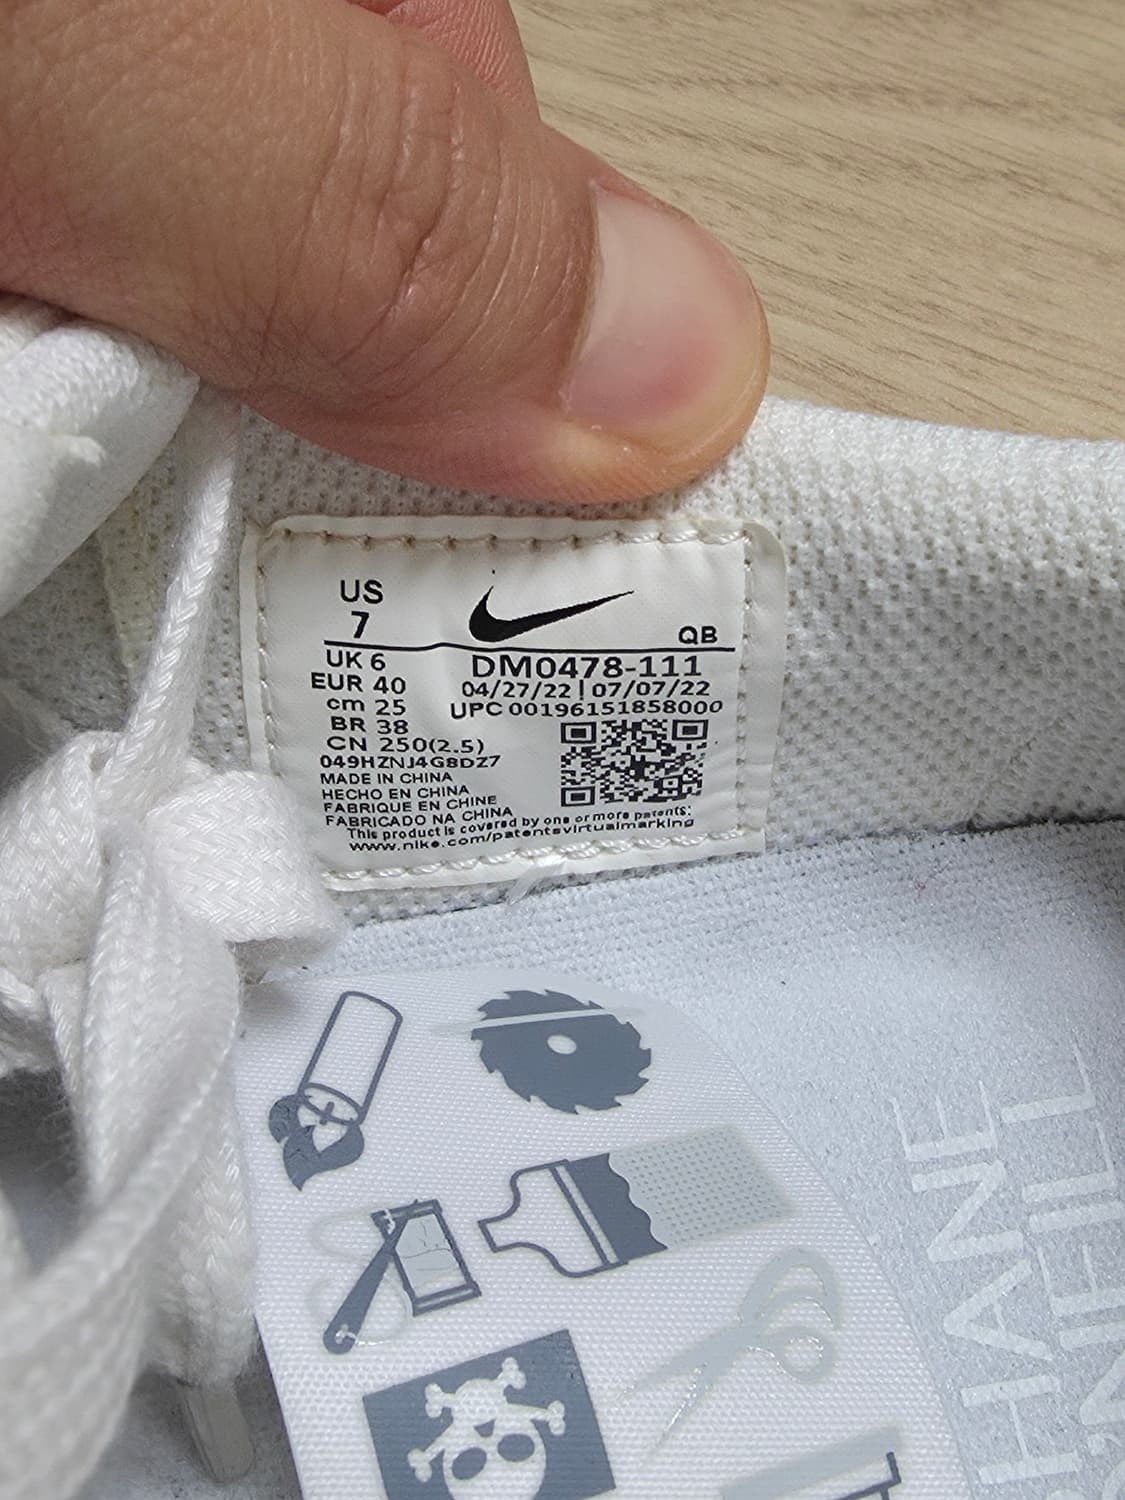 US
7
QB
UK 6
DM0478-111
EUR 40
04/27/22 | 07/07/22
cm 25
UPC 00196151858000
BR 38
CN 250(2.5)
049HZNJ4G8DZ7
MADE IN CHINA
HECHO EN CHINA
FABRIQUE EN CHINE
FABRICADO NA CHINA
This product is covered by one or more patents:
www.nike.com/patentsvirtualmarking
SHANE
O'NEILL